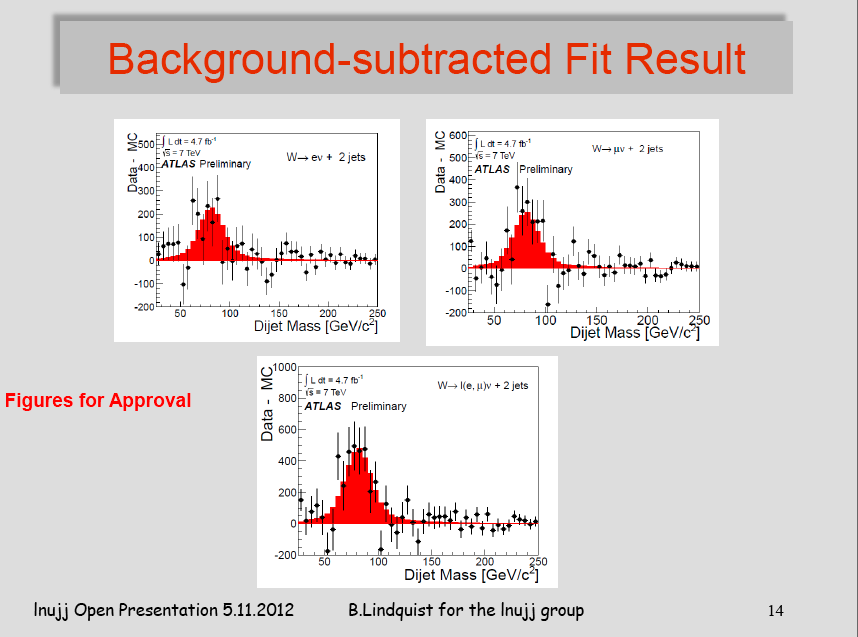 Background-subtracted Fit Result
Data - MC
∫ L dt = 4.7 fb⁻¹
√s = 7 TeV
ATLAS Preliminary
W→ eν + 2 jets
500
400
300
200
100
0
-100
-200
50 100 150 200 250
Dijet Mass [GeV/c²]
Data - MC
∫ L dt = 4.7 fb⁻¹
√s = 7 TeV
ATLAS Preliminary
W→ μν + 2 jets
600
500
400
300
200
100
0
-100
-200
50 100 150 200 250
Dijet Mass [GeV/c²]
Figures for Approval
Data - MC
∫ L dt = 4.7 fb⁻¹
√s = 7 TeV
ATLAS Preliminary
W→ l(e, μ)ν + 2 jets
1000
800
600
400
200
0
-200
50 100 150 200 250
Dijet Mass [GeV/c²]
lnujj Open Presentation 5.11.2012 B.Lindquist for the lnujj group 14